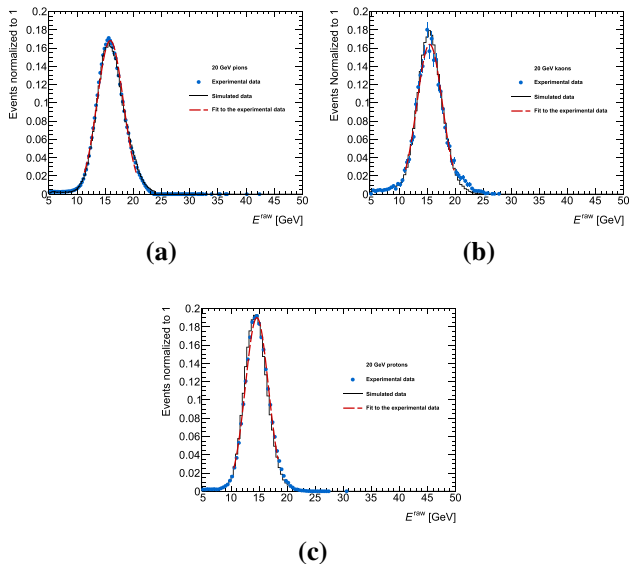 Events normalized to 1
0.2
0.18
0.16
0.14
0.12
0.1
0.08
0.06
0.04
0.02
0
20 GeV pions
Experimental data
Simulated data
Fit to the experimental data
5 10 15 20 25 30 35 40 45 50
E^raw [GeV]
(a)
Events Normalized to 1
0.2
0.18
0.16
0.14
0.12
0.1
0.08
0.06
0.04
0.02
0
20 GeV kaons
Experimental data
Simulated data
Fit to the experimental data
5 10 15 20 25 30 35 40 45 50
E^raw [GeV]
(b)
Events normalized to 1
0.2
0.18
0.16
0.14
0.12
0.1
0.08
0.06
0.04
0.02
0
20 GeV protons
Experimental data
Simulated data
Fit to the experimental data
5 10 15 20 25 30 35 40 45 50
E^raw [GeV]
(c)